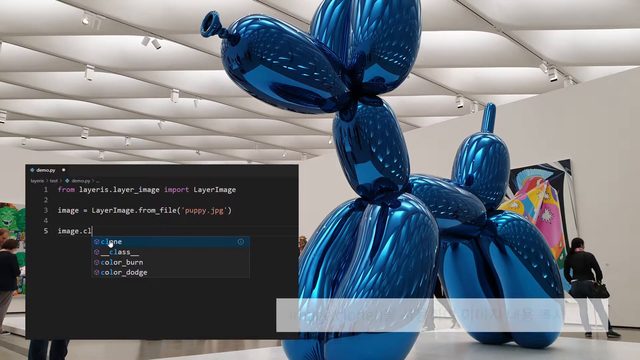 demo.py
layeris > test > demo.py > ...
1 from layeris.layer_image import LayerImage
2
3 image = LayerImage.from_file('puppy.jpg')
4
5 image.cl
clone
__class__
color_burn
color_dodge